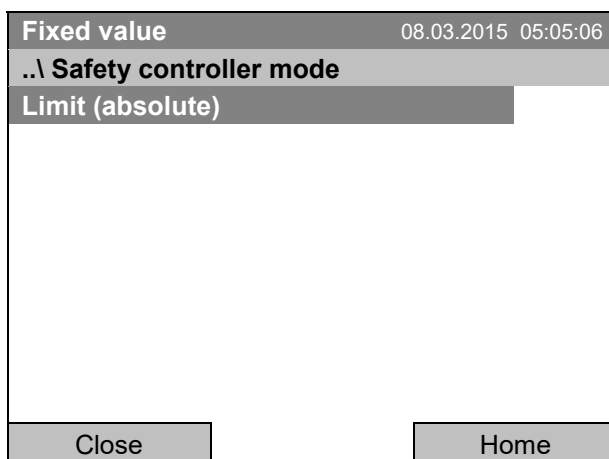 Fixed value 08.03.2015 05:05:06
..\ Safety controller mode
Limit (absolute)
Close Home